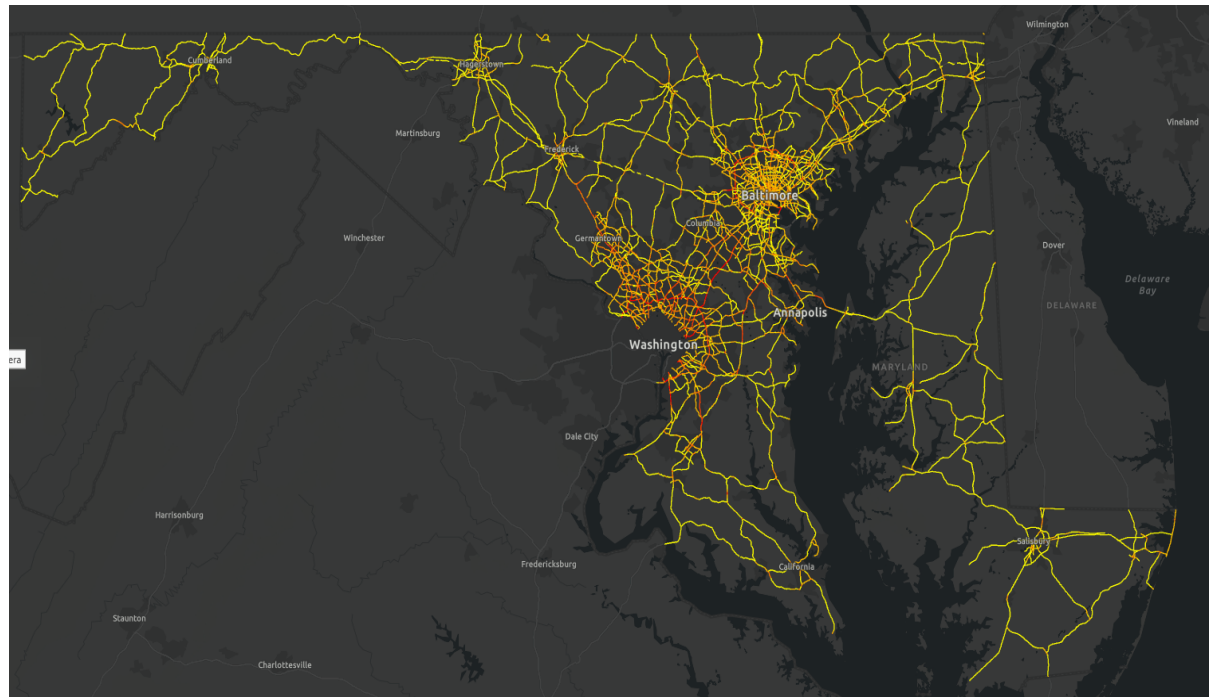 Wilmington
Cumberland
Hagerstown
Martinsburg
Vineland
Frederick
Baltimore
Columbia
Winchester
Germantown
Dover
Delaware
Bay
DELAWARE
Annapolis
Washington
era
MARYLAND
Dale City
Harrisonburg
Salisbury
Fredericksburg
California
Staunton
Charlottesville